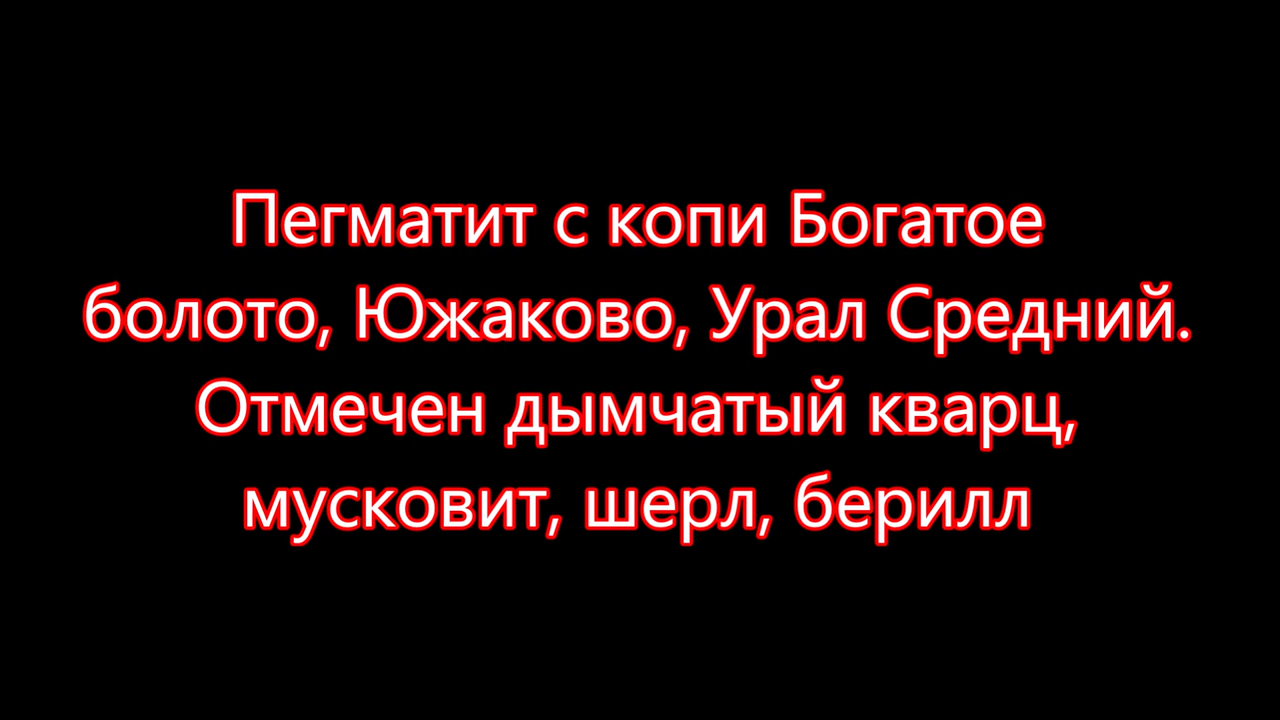 Пегматит с копи Богатое
болото, Южаково, Урал Средний.
Отмечен дымчатый кварц,
мусковит, шерл, берилл